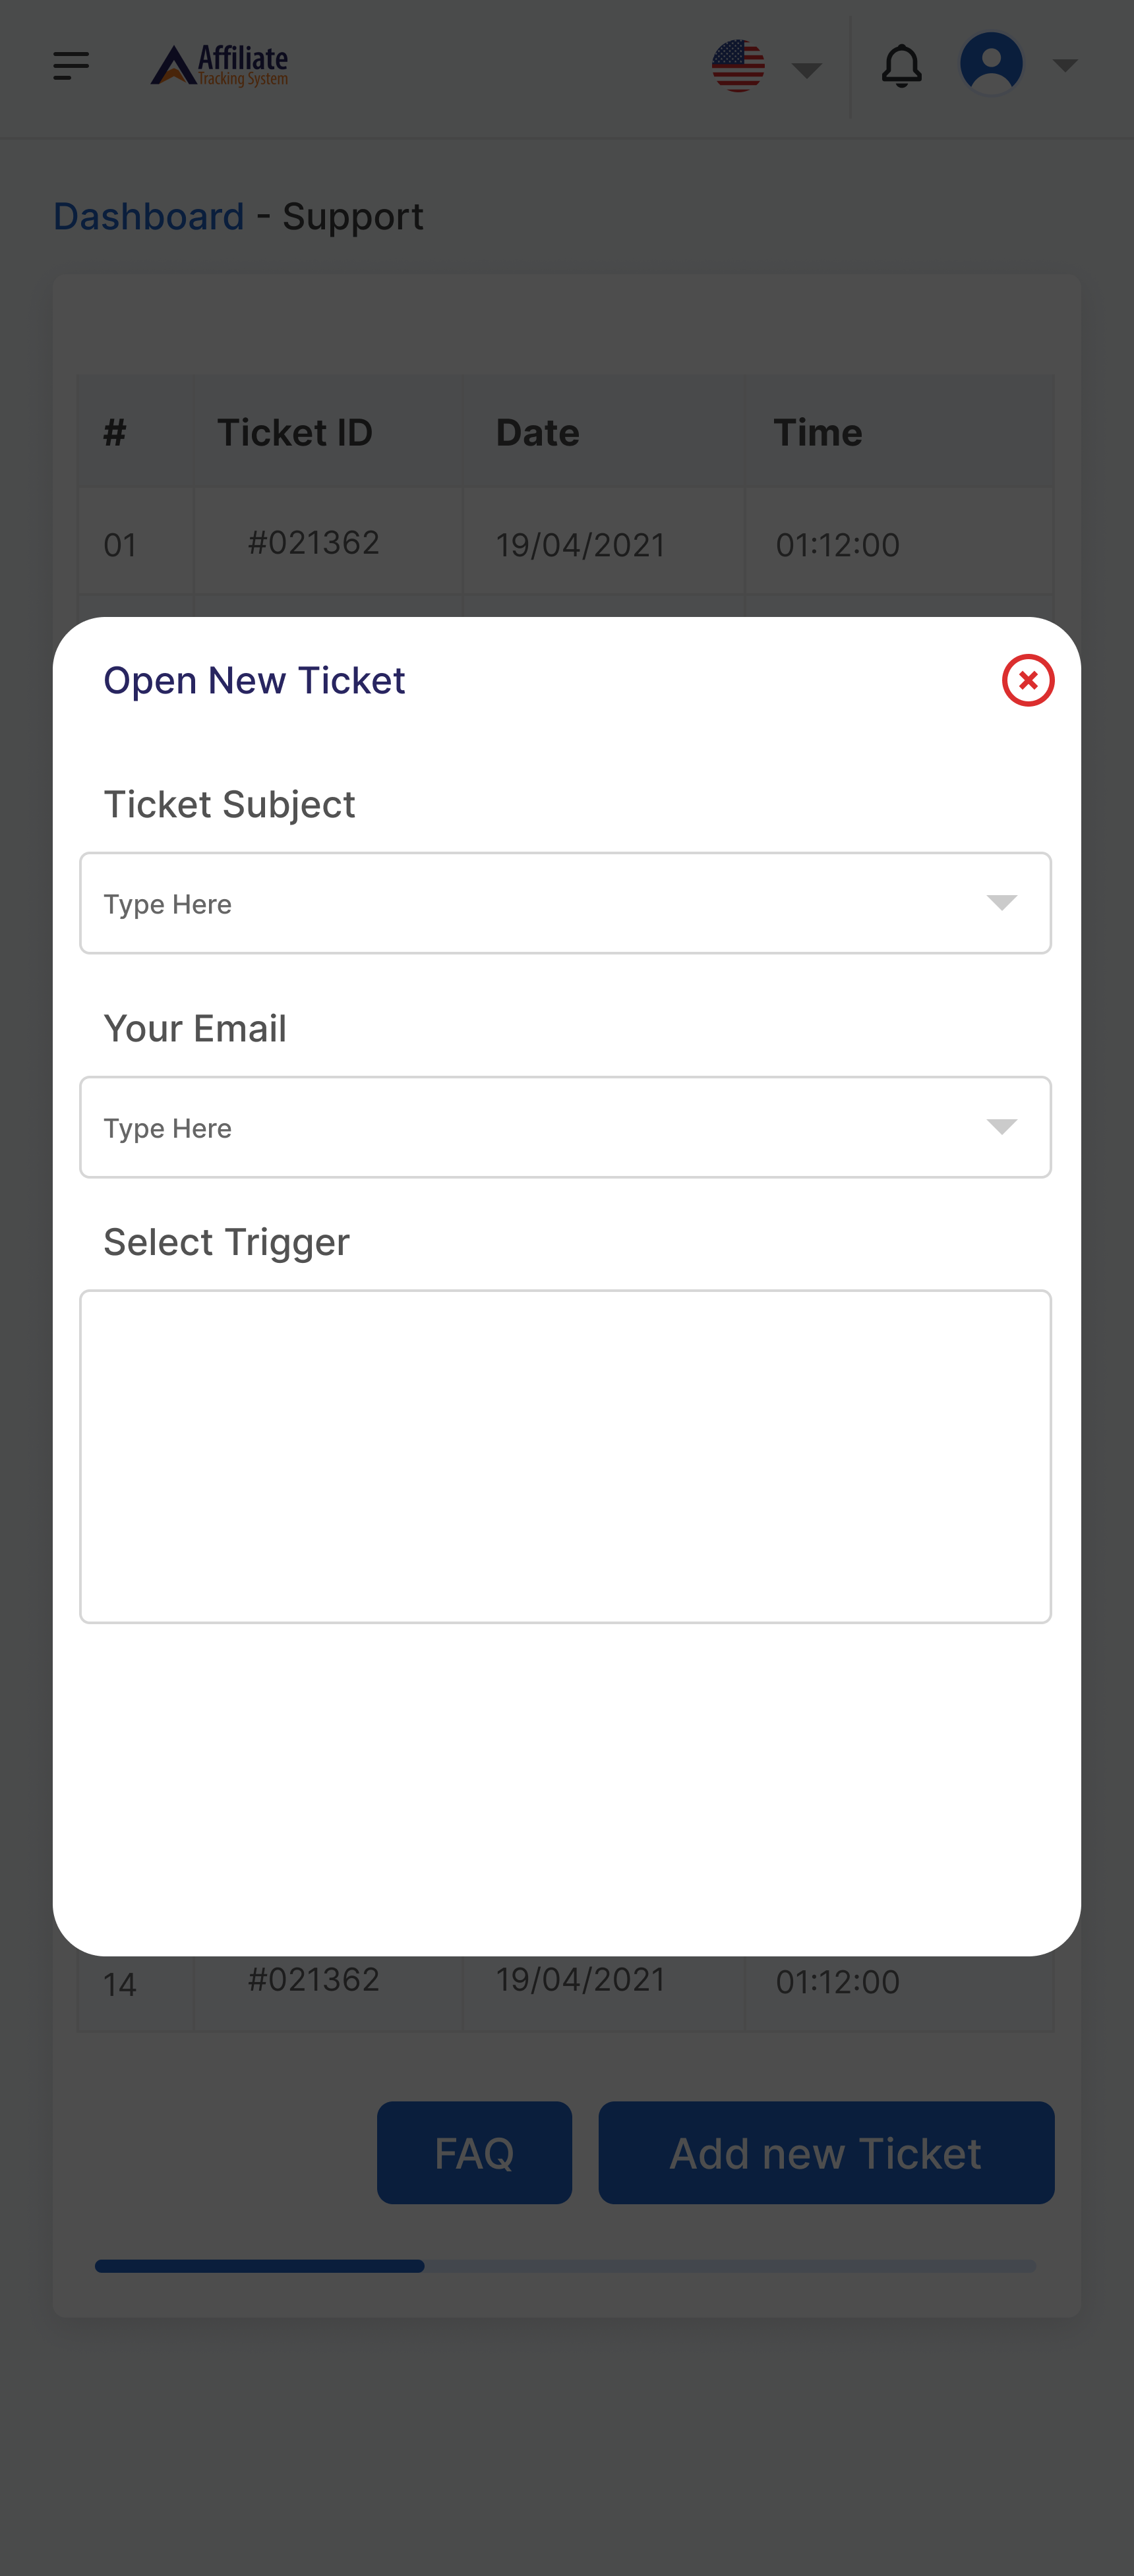 Affiliate
Tracking System
Dashboard - Support
# Ticket ID Date Time
01 #021362 19/04/2021 01:12:00
Open New Ticket
Ticket Subject
Type Here
Your Email
Type Here
Select Trigger
14 #021362 19/04/2021 01:12:00
FAQ Add new Ticket